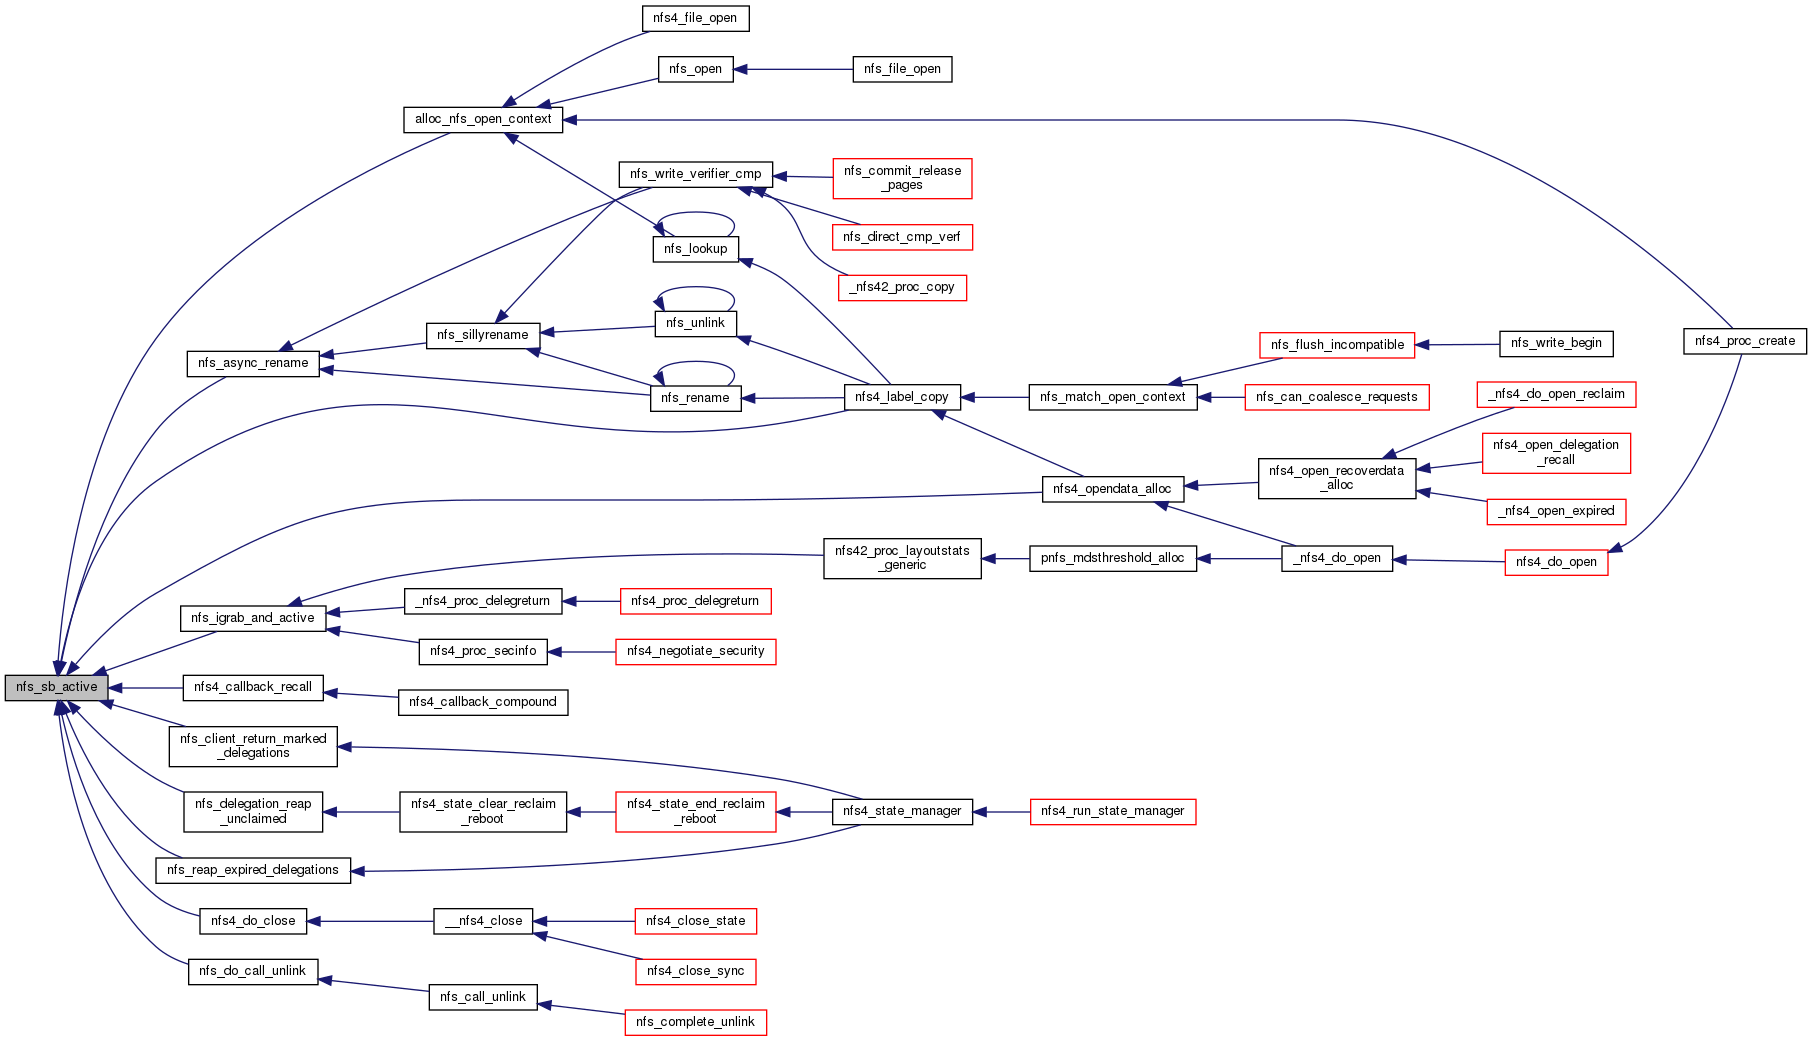 nfs4_file_open
nfs_open
nfs_file_open
alloc_nfs_open_context
nfs_write_verifier_cmp
nfs_commit_release
_pages
nfs_direct_cmp_verf
nfs_lookup
_nfs42_proc_copy
nfs_unlink
nfs_sillyrename
nfs_async_rename
nfs_rename
nfs4_label_copy
nfs_match_open_context
nfs_flush_incompatible
nfs_write_begin
nfs4_proc_create
nfs_can_coalesce_requests
_nfs4_do_open_reclaim
nfs4_open_delegation
_recall
nfs4_open_recoverdata
_alloc
nfs4_opendata_alloc
_nfs4_open_expired
nfs42_proc_layoutstats
_generic
pnfs_mdsthreshold_alloc
_nfs4_do_open
nfs4_do_open
_nfs4_proc_delegreturn
nfs4_proc_delegreturn
nfs_igrab_and_active
nfs4_proc_secinfo
nfs4_negotiate_security
nfs_sb_active
nfs4_callback_recall
nfs4_callback_compound
nfs_client_return_marked
_delegations
nfs_delegation_reap
_unclaimed
nfs4_state_clear_reclaim
_reboot
nfs4_state_end_reclaim
_reboot
nfs4_state_manager
nfs4_run_state_manager
nfs_reap_expired_delegations
nfs4_do_close
__nfs4_close
nfs4_close_state
nfs4_close_sync
nfs_do_call_unlink
nfs_call_unlink
nfs_complete_unlink